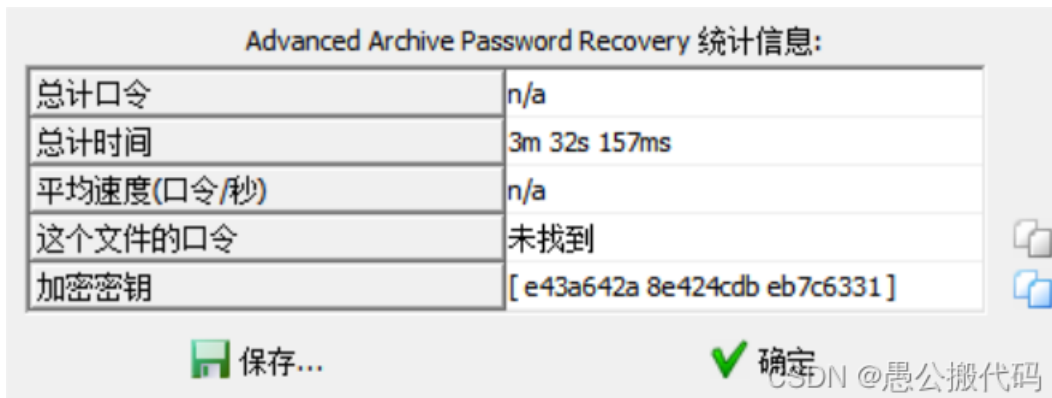 Advanced Archive Password Recovery 统计信息:
总计口令 n/a
总计时间 3m 32s 157ms
平均速度(口令/秒) n/a
这个文件的口令 未找到
加密密钥 [ e43a642a 8e424cdb eb7c6331 ]
保存... 确定
CSDN @愚公搬代码